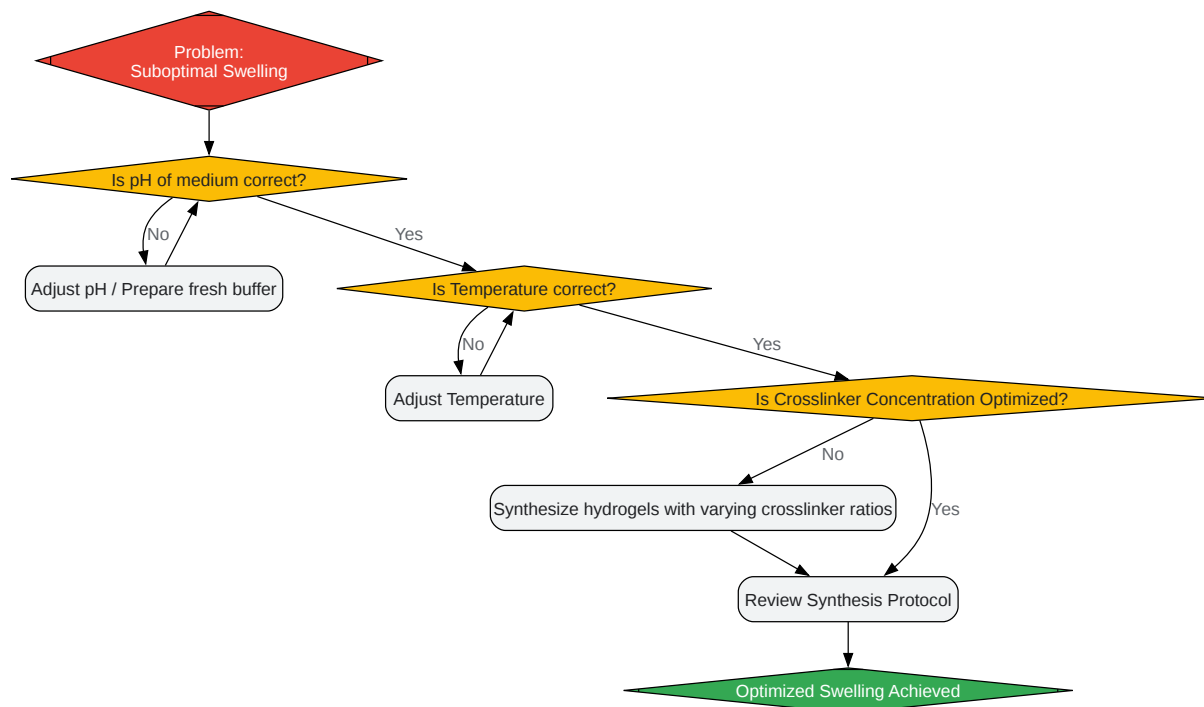 Problem:
Suboptimal Swelling
Is pH of medium correct?
No
Yes
Adjust pH / Prepare fresh buffer
Is Temperature correct?
No
Yes
Adjust Temperature
Is Crosslinker Concentration Optimized?
No
Synthesize hydrogels with varying crosslinker ratios
Yes
Review Synthesis Protocol
Optimized Swelling Achieved